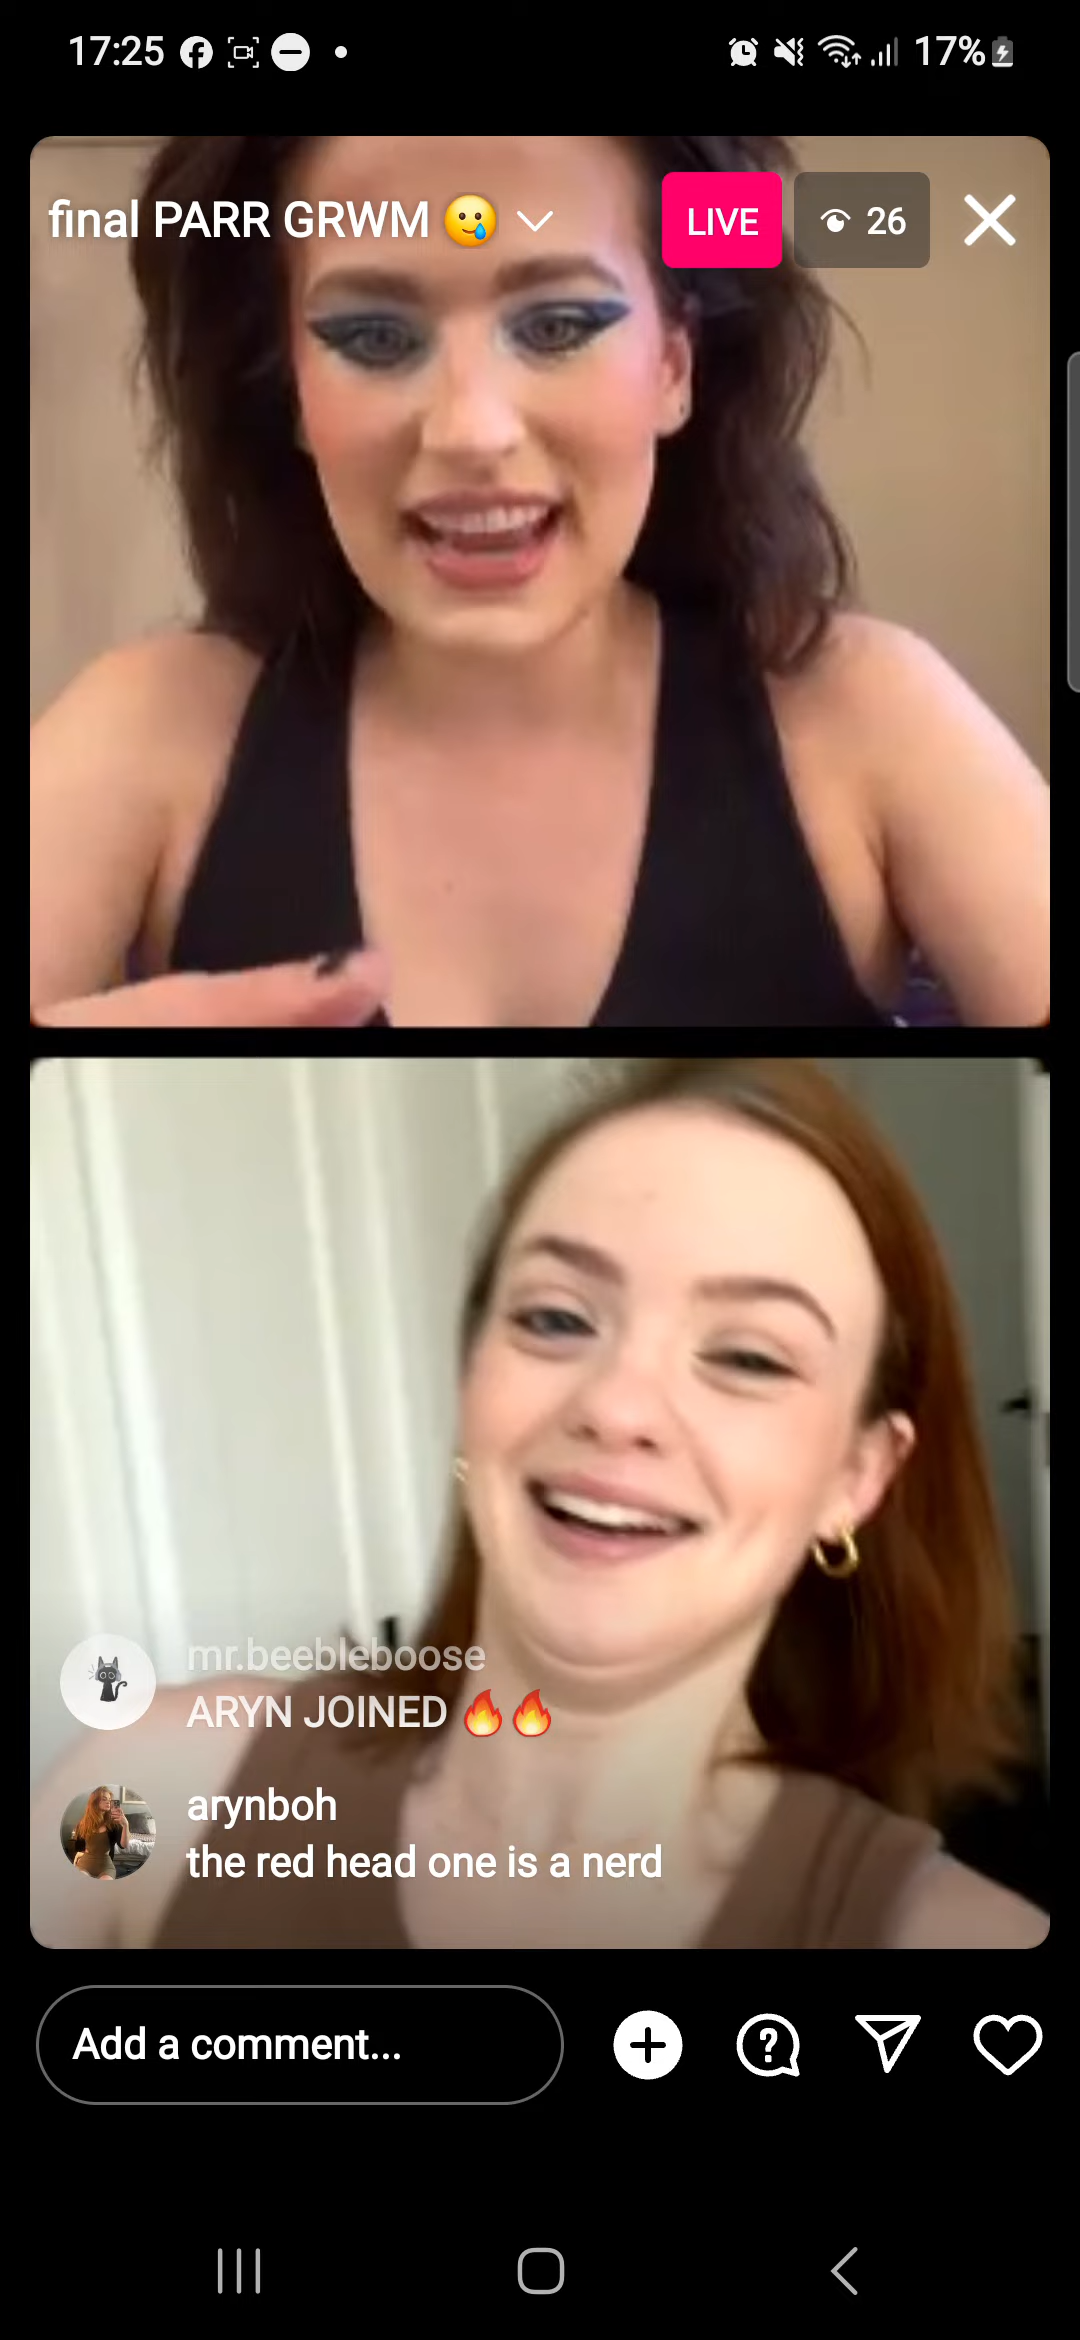 17:25
17%
final PARR GRWM 🥲
LIVE
26
mr.beebleboose
ARYN JOINED 🔥🔥
arynboh
the red head one is a nerd
Add a comment...